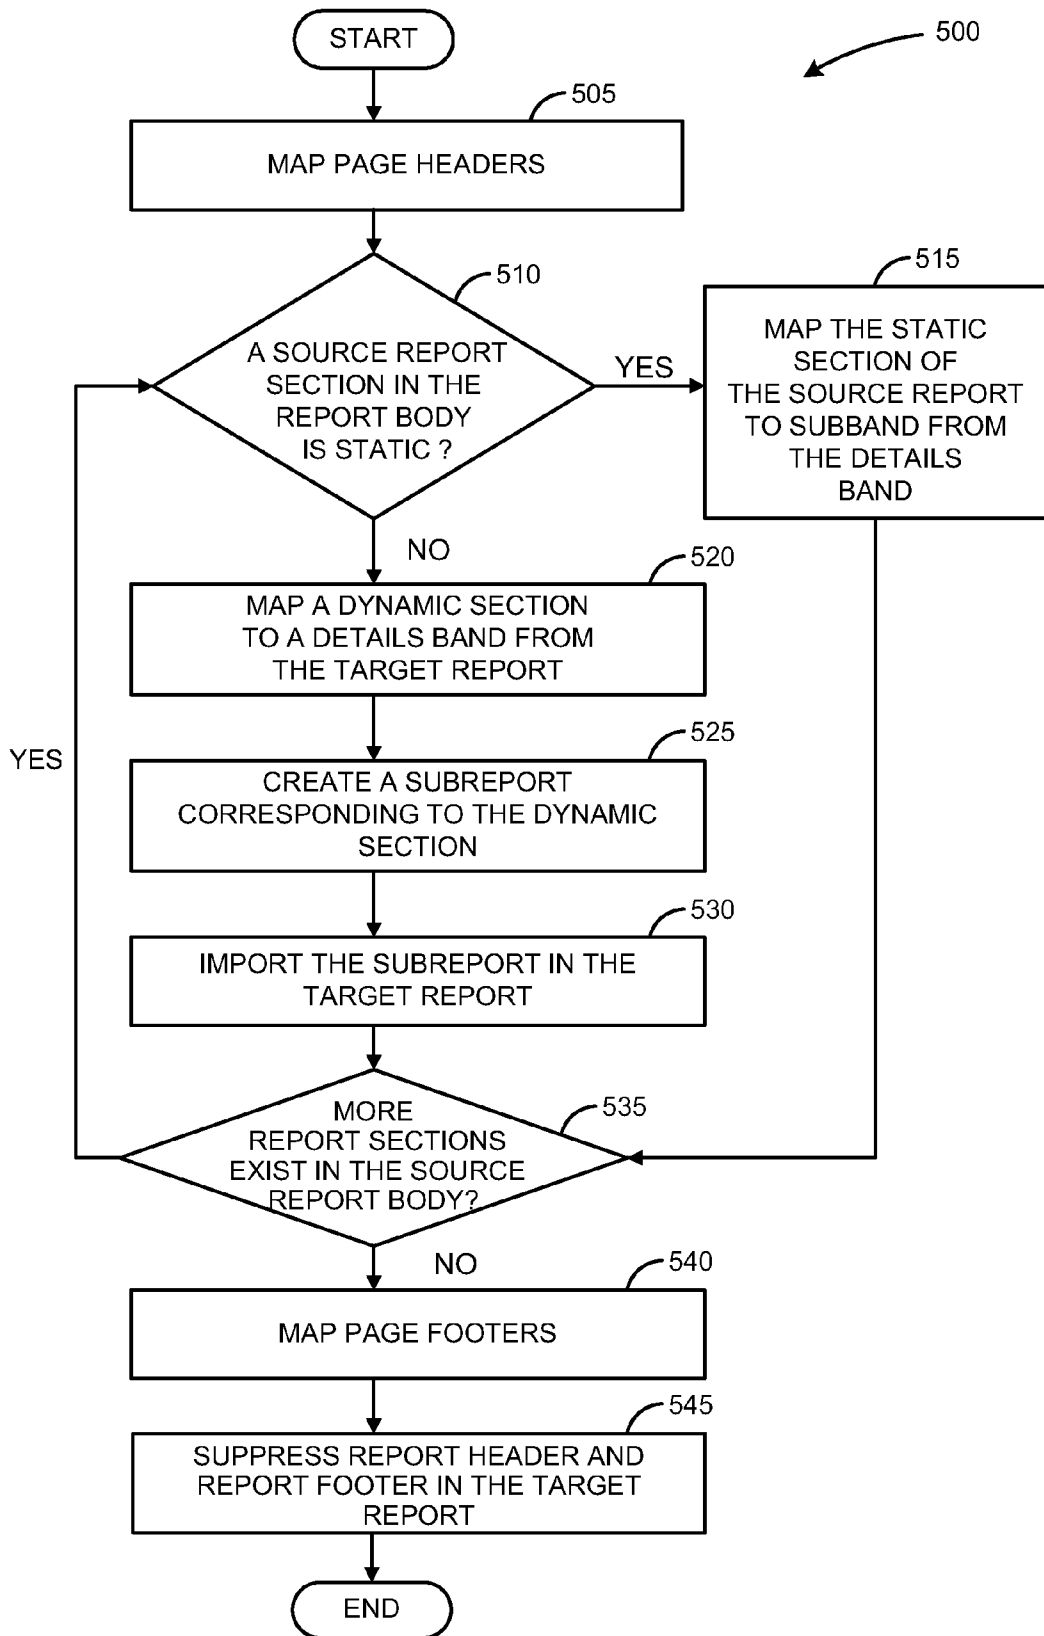 START
500
505
MAP PAGE HEADERS
510
A SOURCE REPORT
SECTION IN THE
REPORT BODY
IS STATIC ?
YES
515
MAP THE STATIC
SECTION OF
THE SOURCE REPORT
TO SUBBAND FROM
THE DETAILS
BAND
NO
520
MAP A DYNAMIC SECTION
TO A DETAILS BAND FROM
THE TARGET REPORT
YES
525
CREATE A SUBREPORT
CORRESPONDING TO THE DYNAMIC
SECTION
530
IMPORT THE SUBREPORT IN THE
TARGET REPORT
535
MORE
REPORT SECTIONS
EXIST IN THE SOURCE
REPORT BODY?
NO
540
MAP PAGE FOOTERS
545
SUPPRESS REPORT HEADER AND
REPORT FOOTER IN THE TARGET
REPORT
END